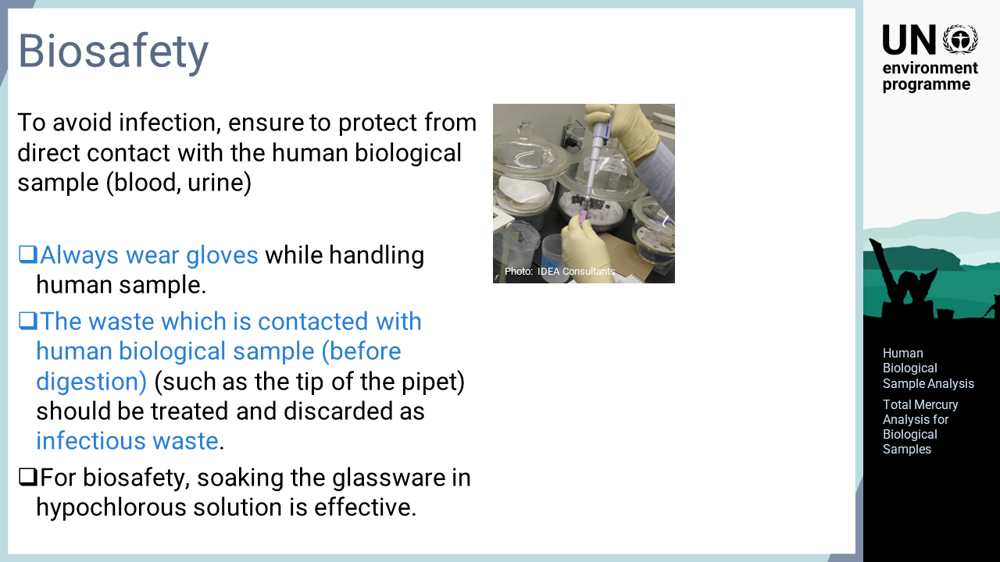 Biosafety
To avoid infection, ensure to protect from
direct contact with the human biological
sample (blood, urine)
❑Always wear gloves while handling
human sample.
❑The waste which is contacted with
human biological sample (before
digestion) (such as the tip of the pipet)
should be treated and discarded as
infectious waste.
❑For biosafety, soaking the glassware in
hypochlorous solution is effective.
Photo: IDEA Consultants
UN
environment
programme
Human
Biological
Sample Analysis
Total Mercury
Analysis for
Biological
Samples